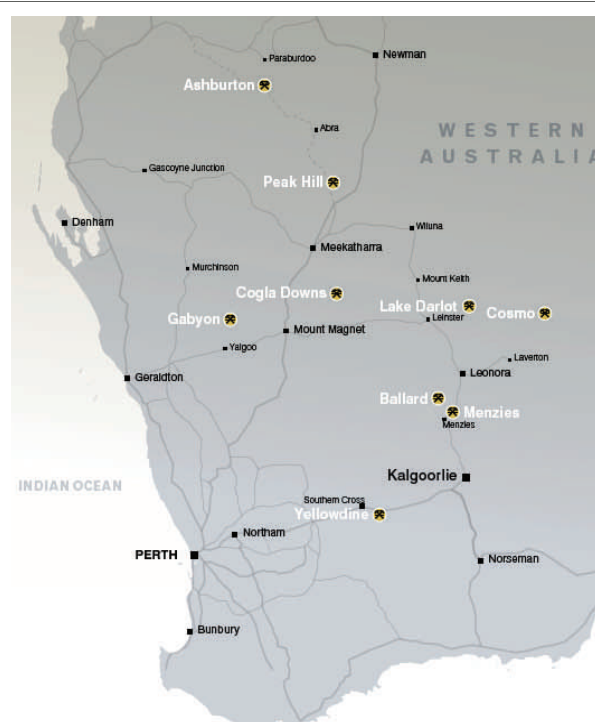 Paraburdoo
Newman
Ashburton
Abra
WESTERN
AUSTRALIA
Gascoyne Junction
Peak Hill
Denham
Wiluna
Meekatharra
Murchinson
Mount Keith
Cogla Downs
Lake Darlot
Cosmo
Gabyon
Leinster
Mount Magnet
Yalgoo
Laverton
Leonora
Geraldton
Ballard
Menzies
Menzies
Kalgoorlie
INDIAN OCEAN
Southern Cross
Yellowdine
Northam
PERTH
Norseman
Bunbury